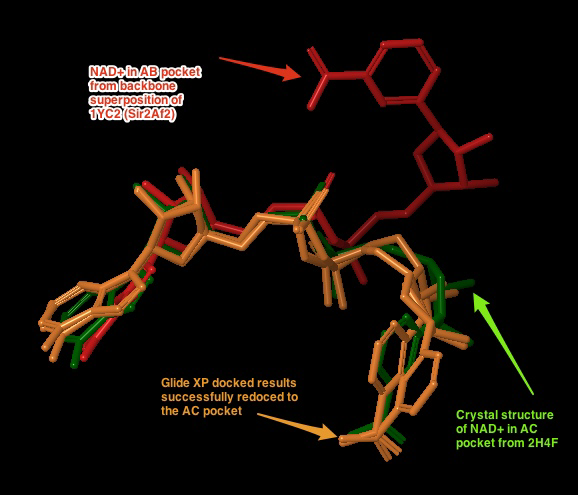 NAD+ in AB pocket
from backbone
superposition of
1YC2 (Sir2Af2)
Glide XP docked results
successfully redoced to
the AC pocket
Crystal structure
of NAD+ in AC
pocket from 2H4F